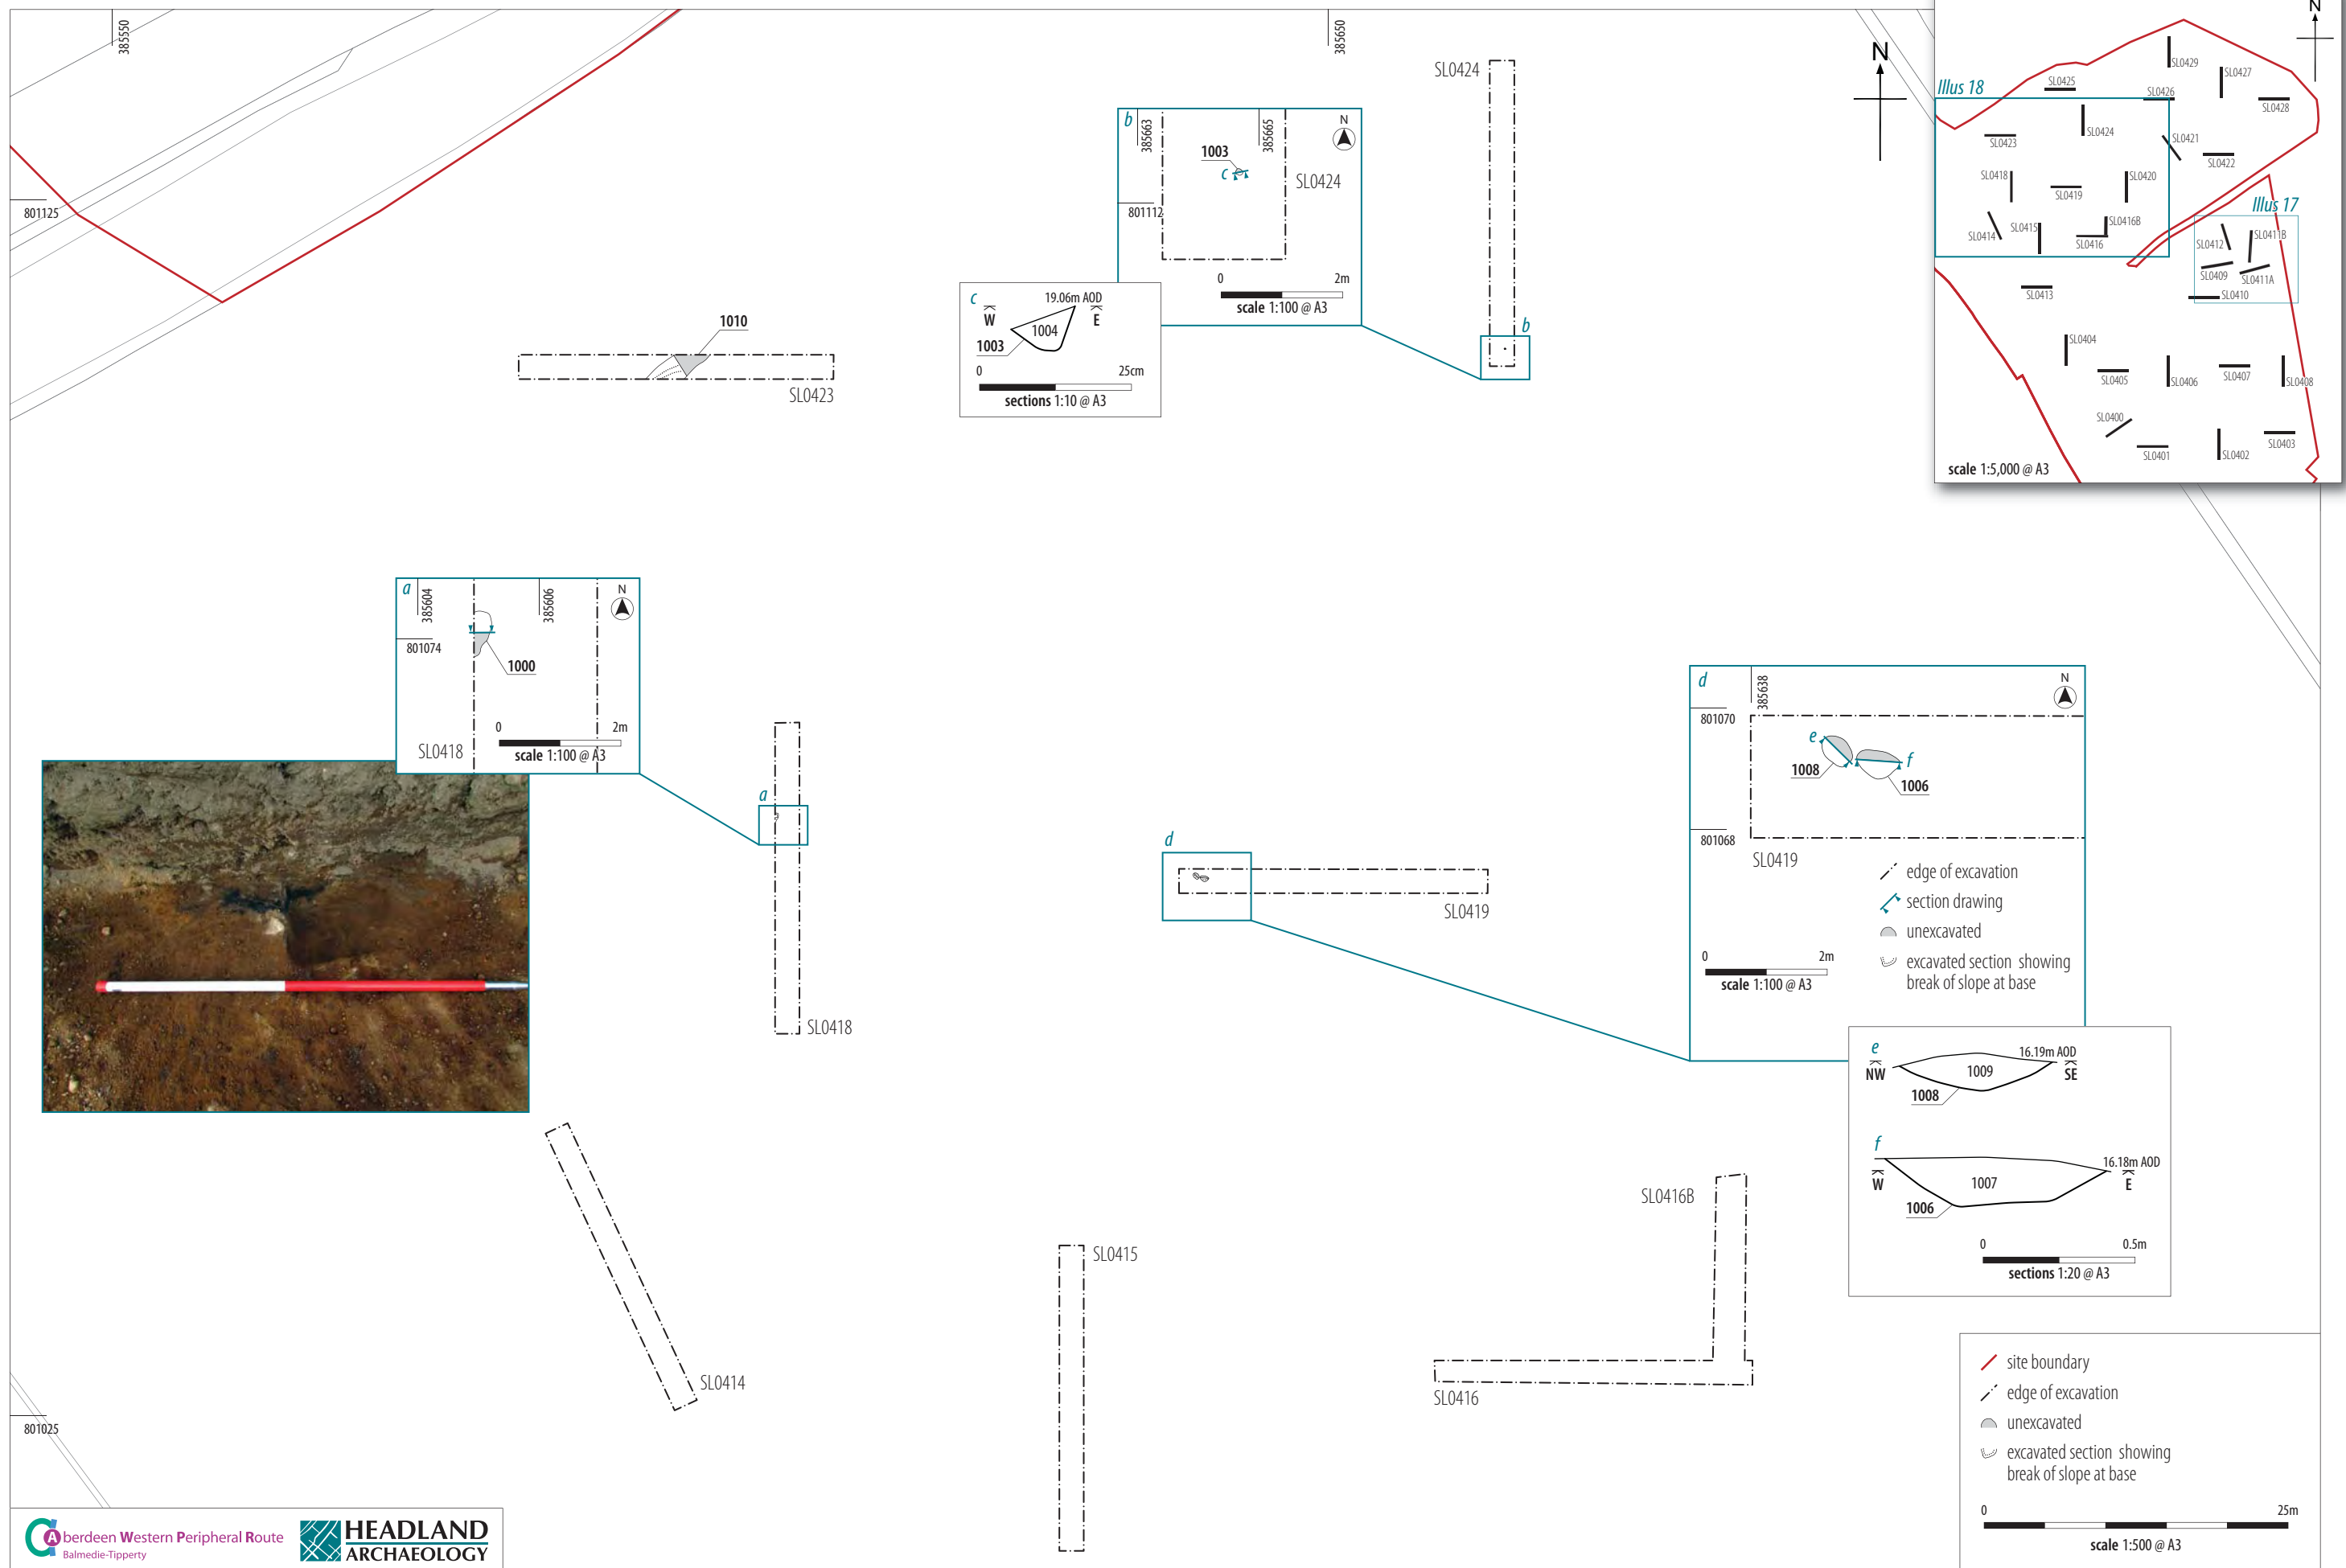 385550
385650
801125
801025
N
SL0424
b
385663
385665
N
1003
c
SL0424
801112
0 2m
scale 1:100 @ A3
b
c
19.06m AOD
W E
1004
1003
0 25cm
sections 1:10 @ A3
1010
SL0423
a
385604
385606
N
801074
1000
0 2m
SL0418
scale 1:100 @ A3
a
SL0418
d
SL0419
d
385638
N
801070
e
f
1008
1006
801068
SL0419
edge of excavation
section drawing
unexcavated
excavated section showing
break of slope at base
0 2m
scale 1:100 @ A3
e
16.19m AOD
NW SE
1009
1008
f
16.18m AOD
W E
1007
1006
0 0.5m
sections 1:20 @ A3
SL0414
SL0415
SL0416B
SL0416
N
SL0429
SL0427
SL0425
SL0426
SL0428
Illus 18
SL0424
SL0423
SL0421
SL0422
SL0418
SL0420
SL0419
Illus 17
SL0416B
SL0415
SL0414
SL0416
SL0412
SL0411B
SL0409
SL0411A
SL0410
SL0413
SL0404
SL0405
SL0406
SL0407
SL0408
SL0400
SL0401
SL0402
SL0403
scale 1:5,000 @ A3
site boundary
edge of excavation
unexcavated
excavated section showing
break of slope at base
0 25m
scale 1:500 @ A3
Aberdeen Western Peripheral Route
Balmedie-Tipperty
HEADLAND
ARCHAEOLOGY